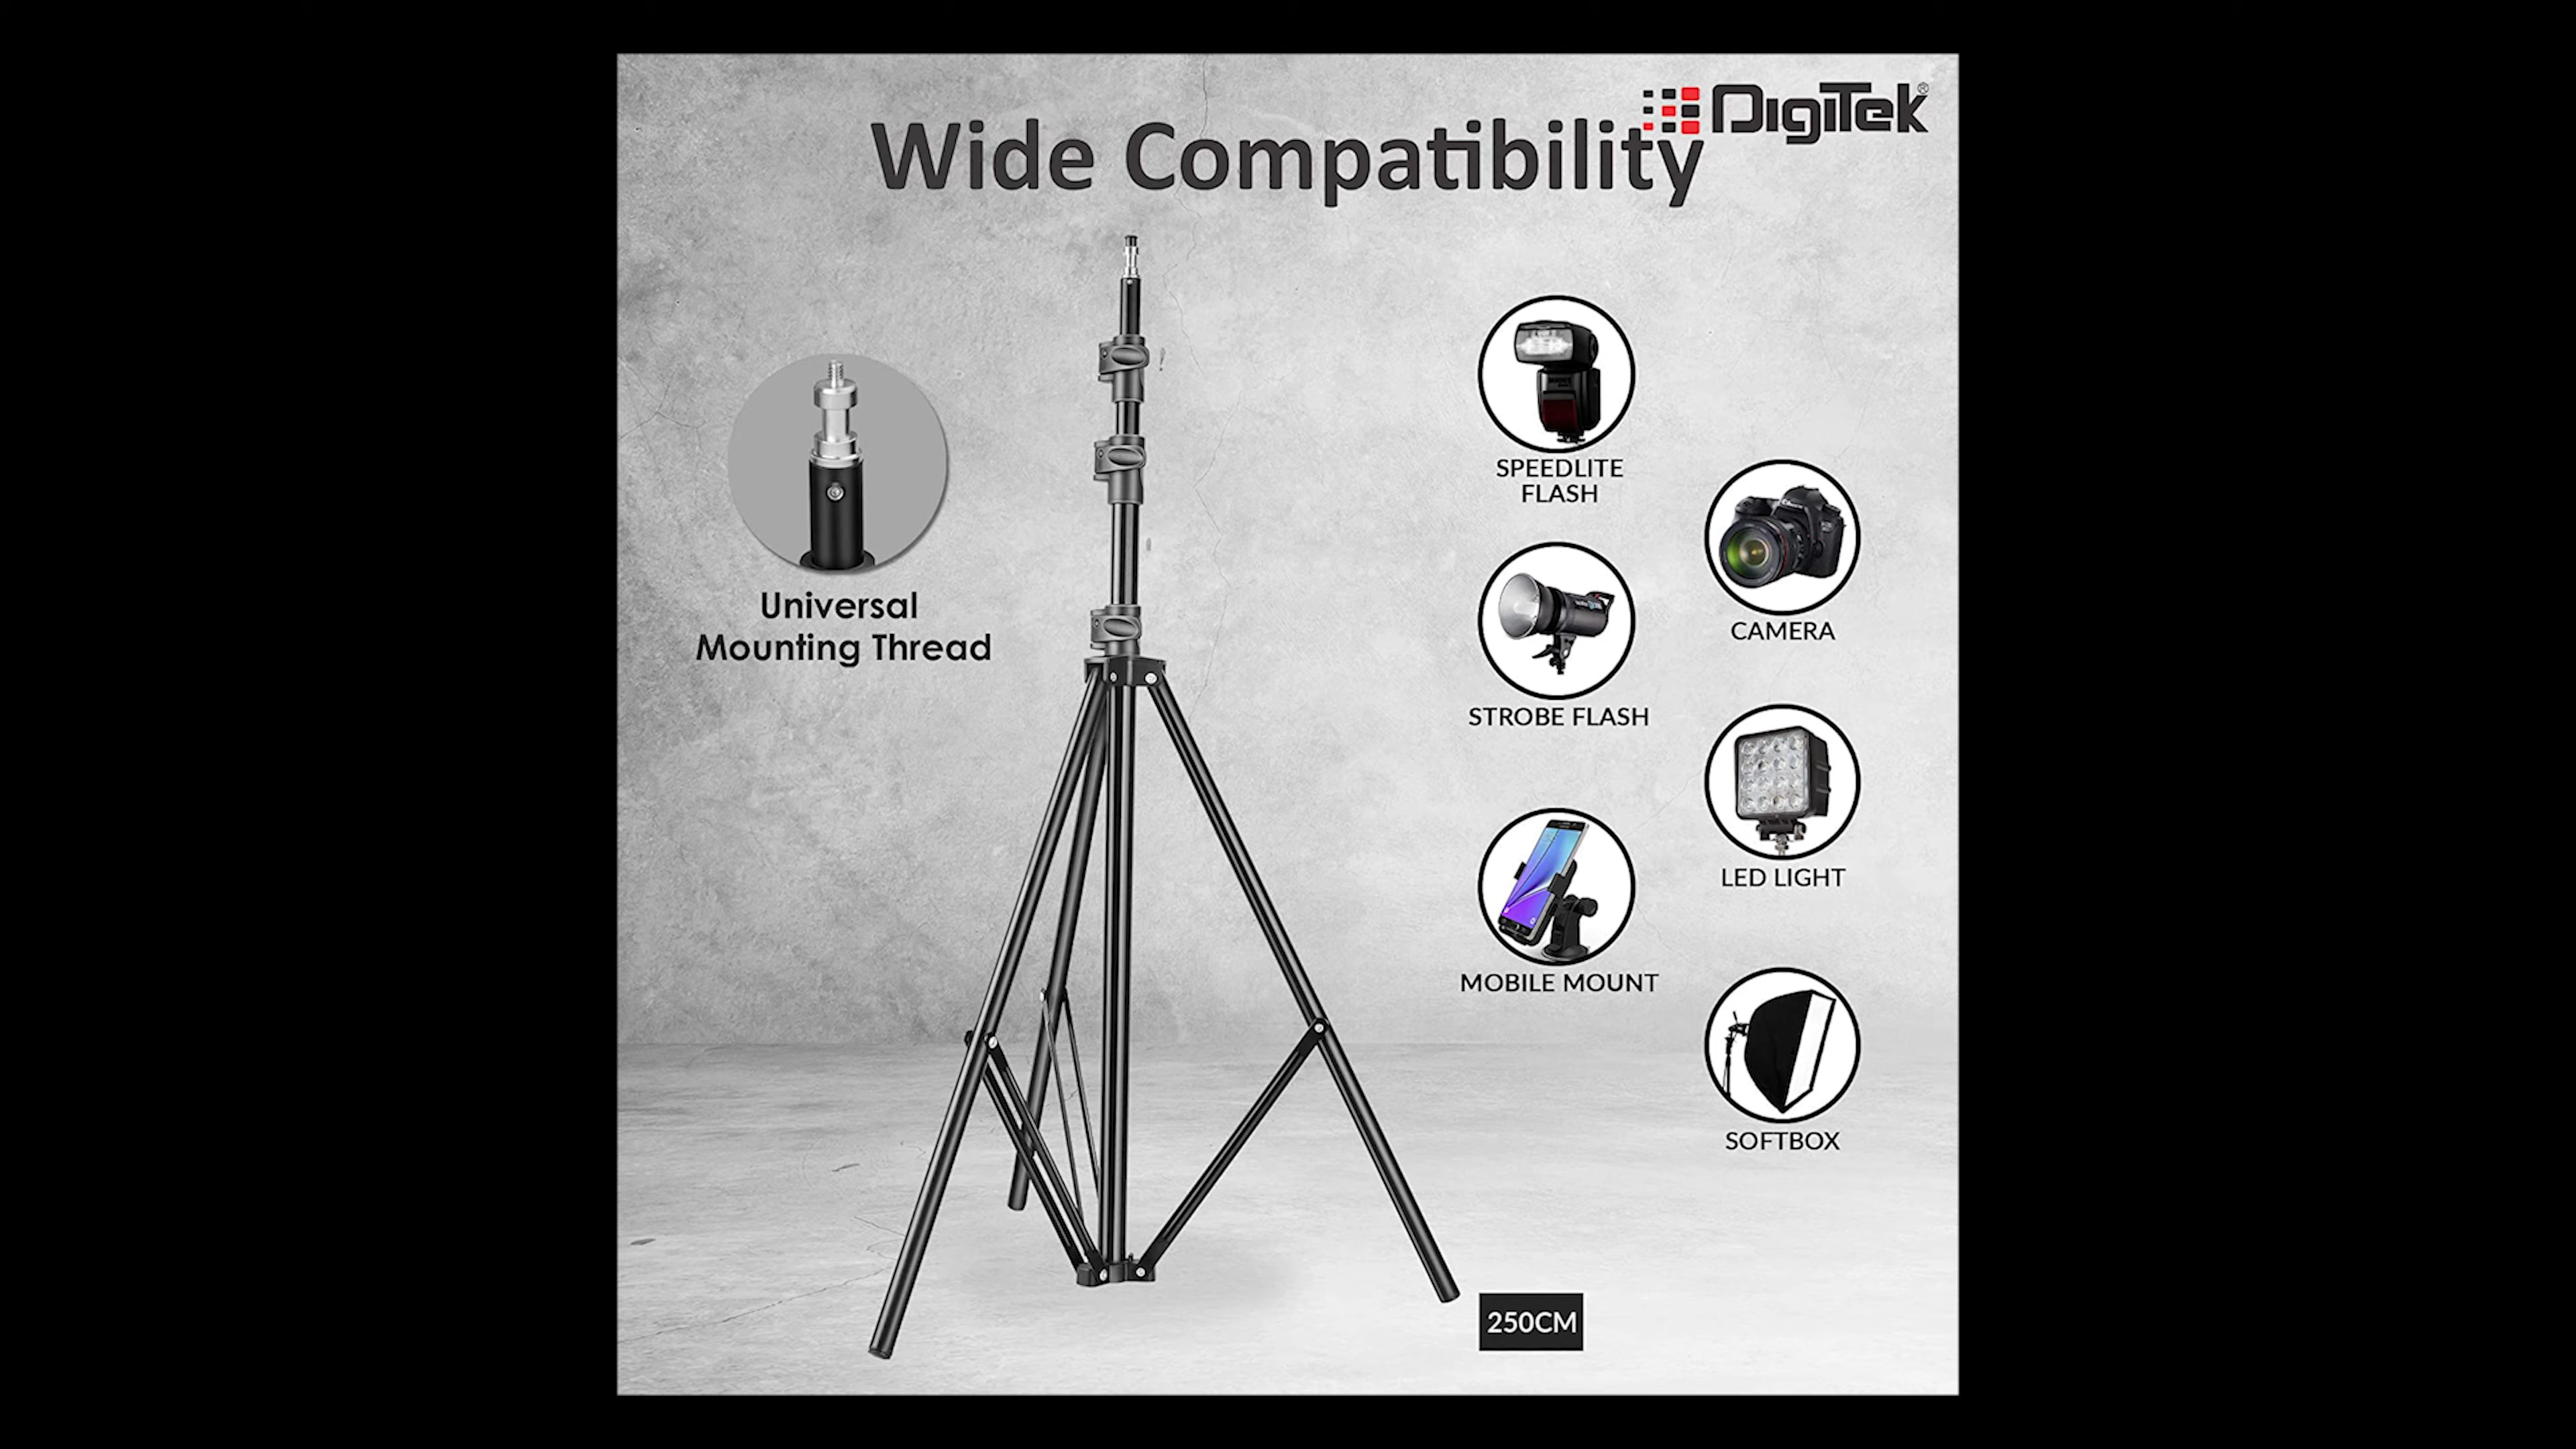 DigiTek®
Wide Compatibility
Universal
Mounting Thread
SPEEDLITE
FLASH
CAMERA
STROBE FLASH
LED LIGHT
MOBILE MOUNT
SOFTBOX
250CM